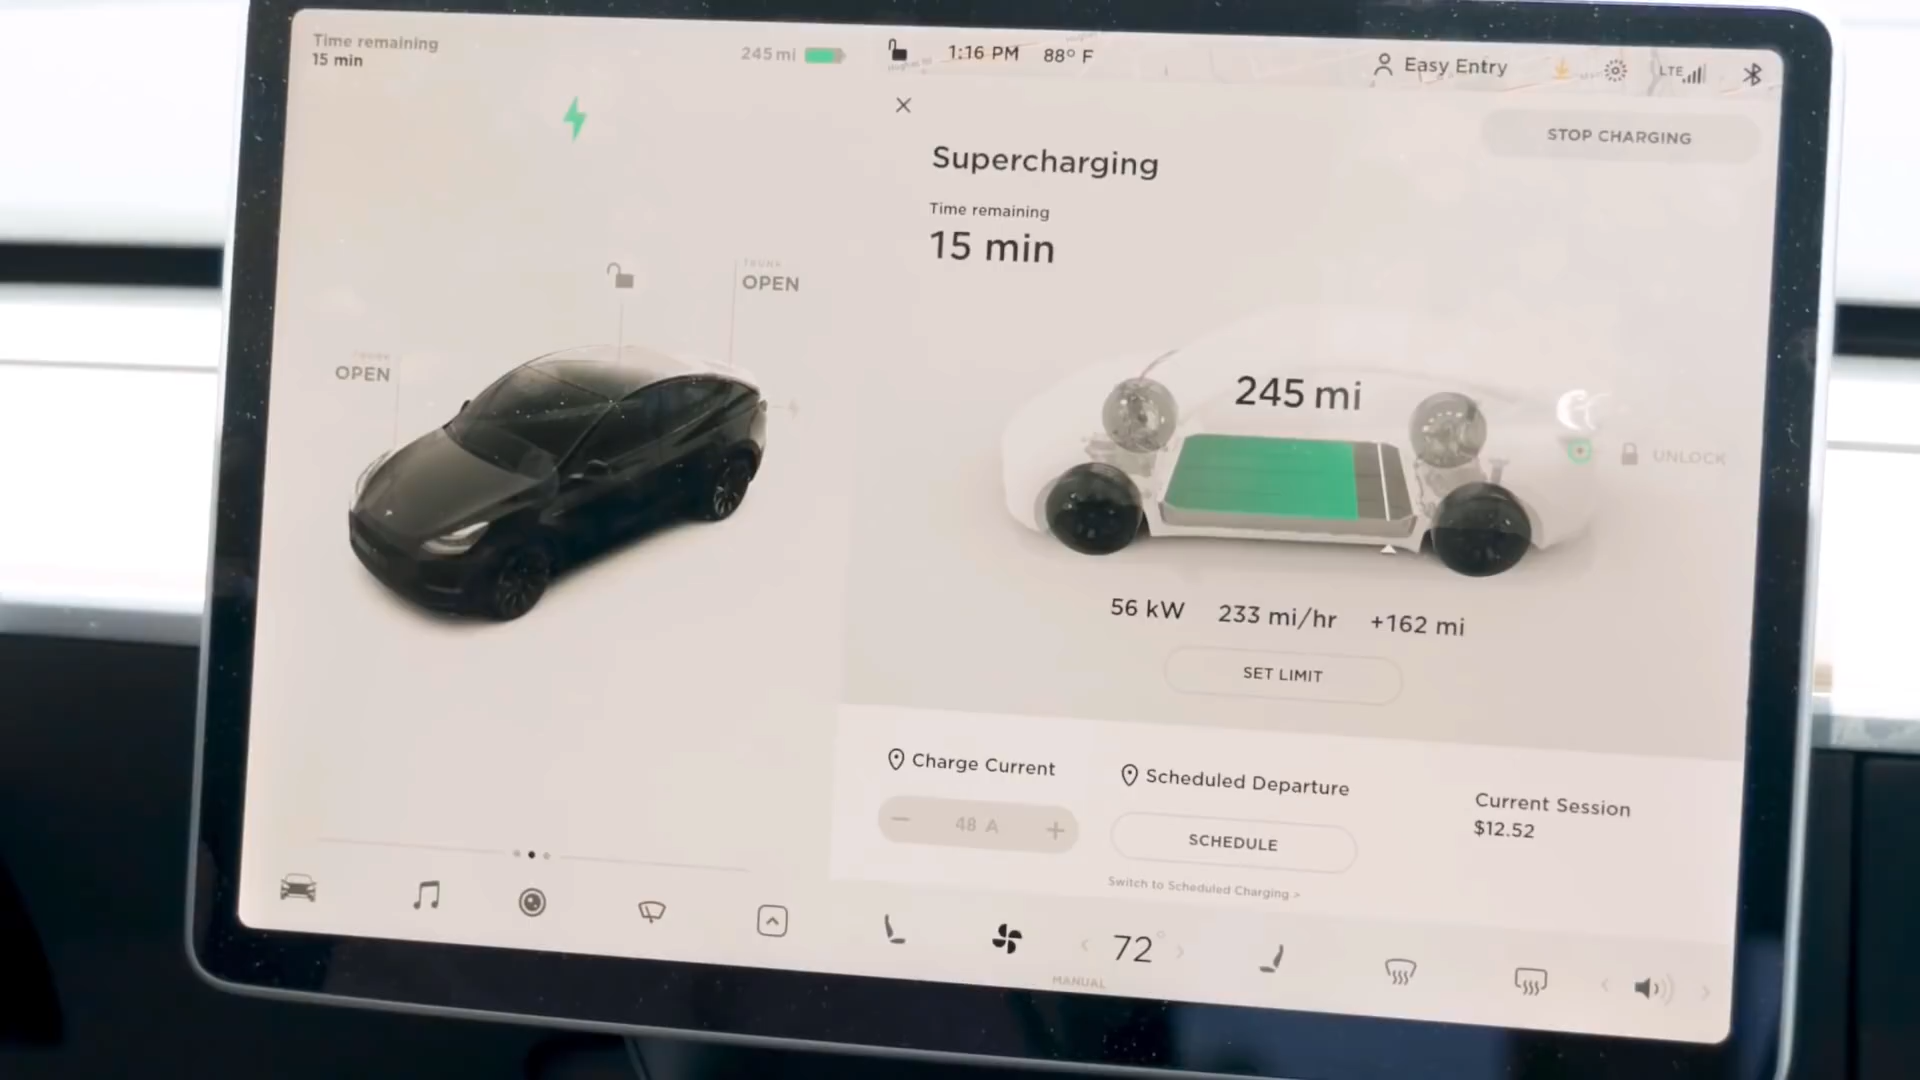 Time remaining
15 min
245 mi
1:16 PM 88° F
Easy Entry
LTE
STOP CHARGING
Supercharging
Time remaining
15 min
TRUNK
OPEN
OPEN
245 mi
UNLOCK
56 kW 233 mi/hr +162 mi
SET LIMIT
Charge Current
− 48 A +
Scheduled Departure
SCHEDULE
Switch to Scheduled Charging >
Current Session
$12.52
< 72° >
MANUAL